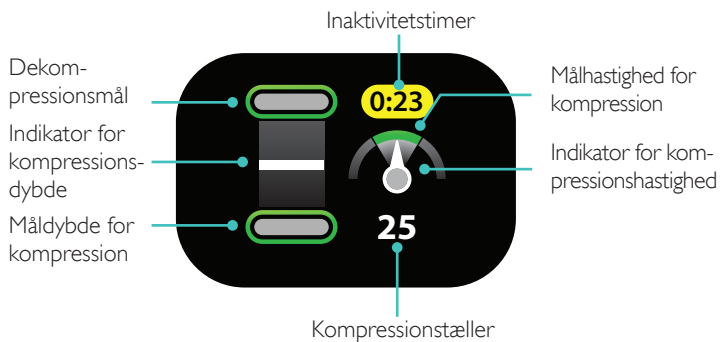 Inaktivitetstimer
Dekom-
pressionsmål
Indikator for
kompressions-
dybde
Måldybde for
kompression
0:23
25
Målhastighed for
kompression
Indikator for kom-
pressionshastighed
Kompressionstæller